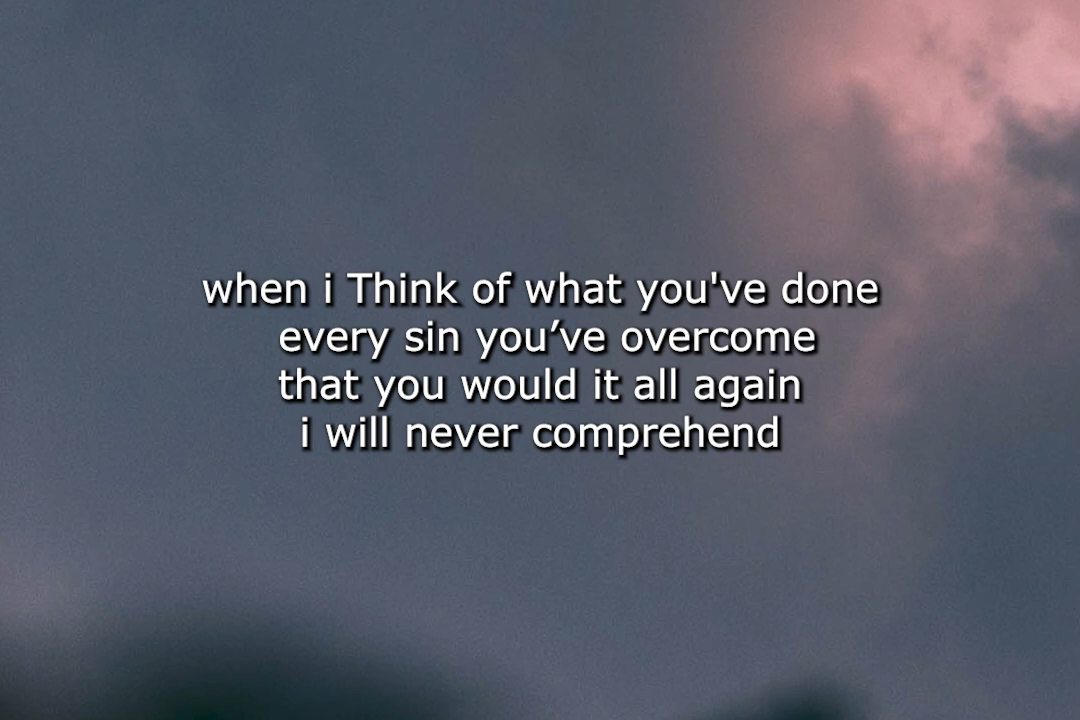 when i Think of what you've done
every sin you’ve overcome
that you would it all again
i will never comprehend